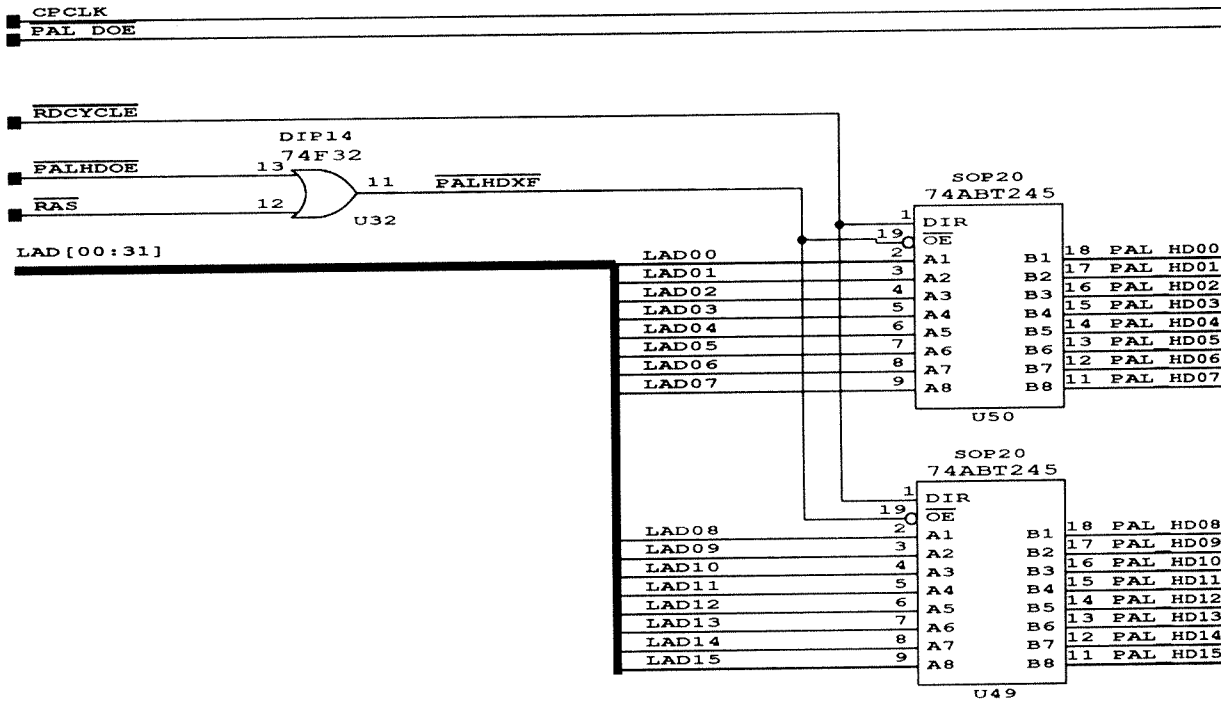 CPCLK
PAL DOE
RDCYCLE
DIP14
74F32
PALHDOE
13
11
PALHDXF
RAS
12
U32
LAD[00:31]
SOP20
74ABT245
1 DIR
19 OE
LAD00 2 A1 B1 18 PAL HD00
LAD01 3 A2 B2 17 PAL HD01
LAD02 4 A3 B3 16 PAL HD02
LAD03 5 A4 B4 15 PAL HD03
LAD04 6 A5 B5 14 PAL HD04
LAD05 7 A6 B6 13 PAL HD05
LAD06 8 A7 B7 12 PAL HD06
LAD07 9 A8 B8 11 PAL HD07
U50
SOP20
74ABT245
1 DIR
19 OE
LAD08 2 A1 B1 18 PAL HD08
LAD09 3 A2 B2 17 PAL HD09
LAD10 4 A3 B3 16 PAL HD10
LAD11 5 A4 B4 15 PAL HD11
LAD12 6 A5 B5 14 PAL HD12
LAD13 7 A6 B6 13 PAL HD13
LAD14 8 A7 B7 12 PAL HD14
LAD15 9 A8 B8 11 PAL HD15
U49